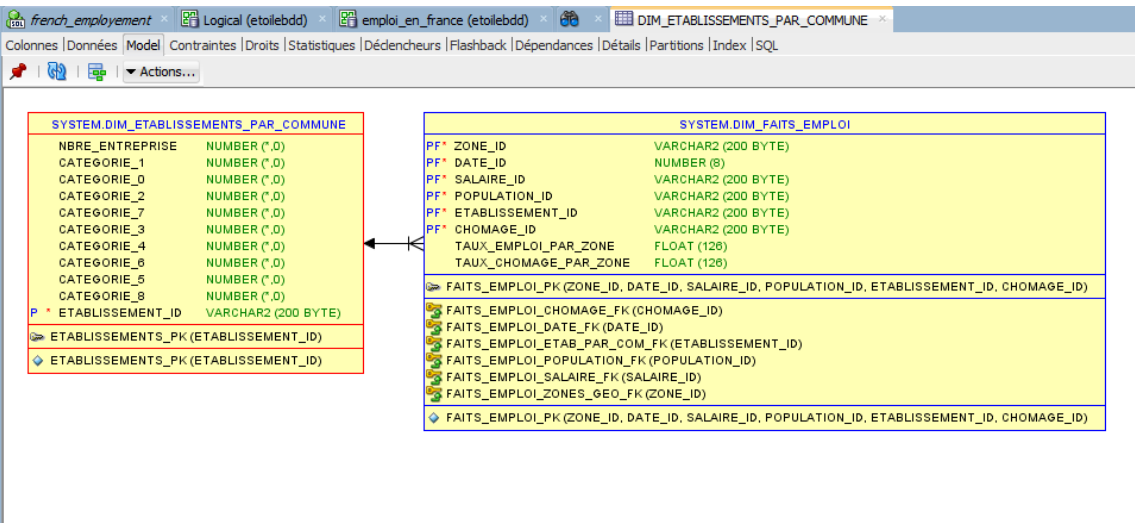 french_employement × Logical (etoilebdd) × emploi_en_france (etoilebdd) × × DIM_ETABLISSEMENTS_PAR_COMMUNE ×
Colonnes |Données |Model |Contraintes |Droits |Statistiques |Déclencheurs |Flashback |Dépendances |Détails |Partitions |Index |SQL
Actions...
SYSTEM.DIM_ETABLISSEMENTS_PAR_COMMUNE
NBRE_ENTREPRISE NUMBER (*,0)
CATEGORIE_1 NUMBER (*,0)
CATEGORIE_0 NUMBER (*,0)
CATEGORIE_2 NUMBER (*,0)
CATEGORIE_7 NUMBER (*,0)
CATEGORIE_3 NUMBER (*,0)
CATEGORIE_4 NUMBER (*,0)
CATEGORIE_6 NUMBER (*,0)
CATEGORIE_5 NUMBER (*,0)
CATEGORIE_8 NUMBER (*,0)
P * ETABLISSEMENT_ID VARCHAR2 (200 BYTE)
ETABLISSEMENTS_PK (ETABLISSEMENT_ID)
ETABLISSEMENTS_PK (ETABLISSEMENT_ID)
SYSTEM.DIM_FAITS_EMPLOI
PF* ZONE_ID VARCHAR2 (200 BYTE)
PF* DATE_ID NUMBER (8)
PF* SALAIRE_ID VARCHAR2 (200 BYTE)
PF* POPULATION_ID VARCHAR2 (200 BYTE)
PF* ETABLISSEMENT_ID VARCHAR2 (200 BYTE)
PF* CHOMAGE_ID VARCHAR2 (200 BYTE)
TAUX_EMPLOI_PAR_ZONE FLOAT (126)
TAUX_CHOMAGE_PAR_ZONE FLOAT (126)
FAITS_EMPLOI_PK (ZONE_ID, DATE_ID, SALAIRE_ID, POPULATION_ID, ETABLISSEMENT_ID, CHOMAGE_ID)
FAITS_EMPLOI_CHOMAGE_FK (CHOMAGE_ID)
FAITS_EMPLOI_DATE_FK (DATE_ID)
FAITS_EMPLOI_ETAB_PAR_COM_FK (ETABLISSEMENT_ID)
FAITS_EMPLOI_POPULATION_FK (POPULATION_ID)
FAITS_EMPLOI_SALAIRE_FK (SALAIRE_ID)
FAITS_EMPLOI_ZONES_GEO_FK (ZONE_ID)
FAITS_EMPLOI_PK (ZONE_ID, DATE_ID, SALAIRE_ID, POPULATION_ID, ETABLISSEMENT_ID, CHOMAGE_ID)